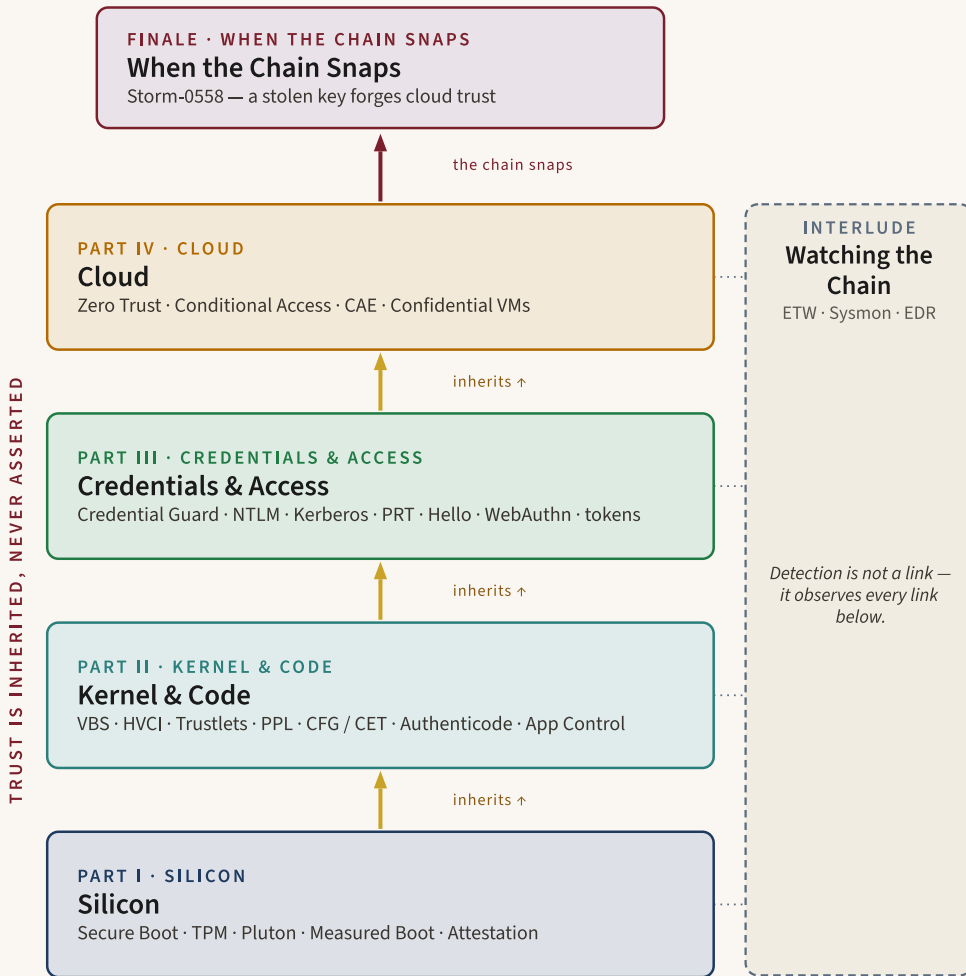 FINALE · WHEN THE CHAIN SNAPS
When the Chain Snaps
Storm-0558 — a stolen key forges cloud trust
the chain snaps
PART IV · CLOUD
Cloud
Zero Trust · Conditional Access · CAE · Confidential VMs
INTERLUDE
Watching the
Chain
ETW · Sysmon · EDR
inherits ↑
PART III · CREDENTIALS & ACCESS
Credentials & Access
Credential Guard · NTLM · Kerberos · PRT · Hello · WebAuthn · tokens
Detection is not a link —
it observes every link
below.
inherits ↑
PART II · KERNEL & CODE
Kernel & Code
VBS · HVCI · Trustlets · PPL · CFG / CET · Authenticode · App Control
inherits ↑
PART I · SILICON
Silicon
Secure Boot · TPM · Pluton · Measured Boot · Attestation
TRUST IS INHERITED, NEVER ASSERTED